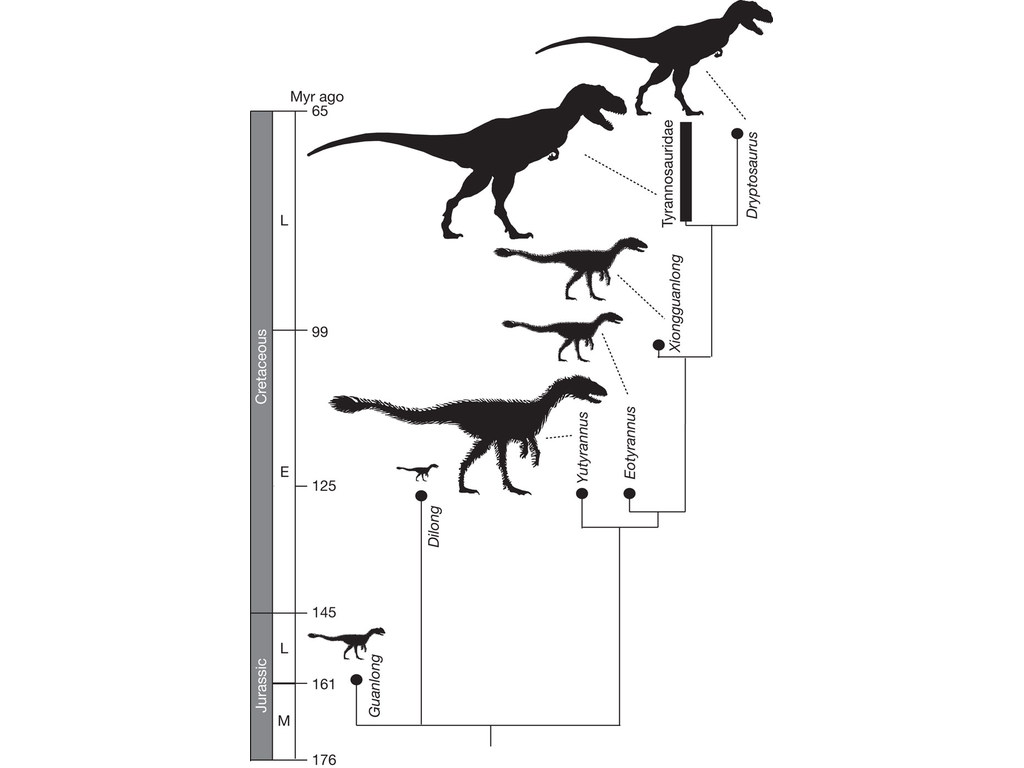 Myr ago
65
Tyrannosauridae
Dryptosaurus
L
Xiongguanlong
99
Cretaceous
Yutyrannus
Eotyrannus
E
125
Dilong
145
L
Guanlong
161
Jurassic
M
176